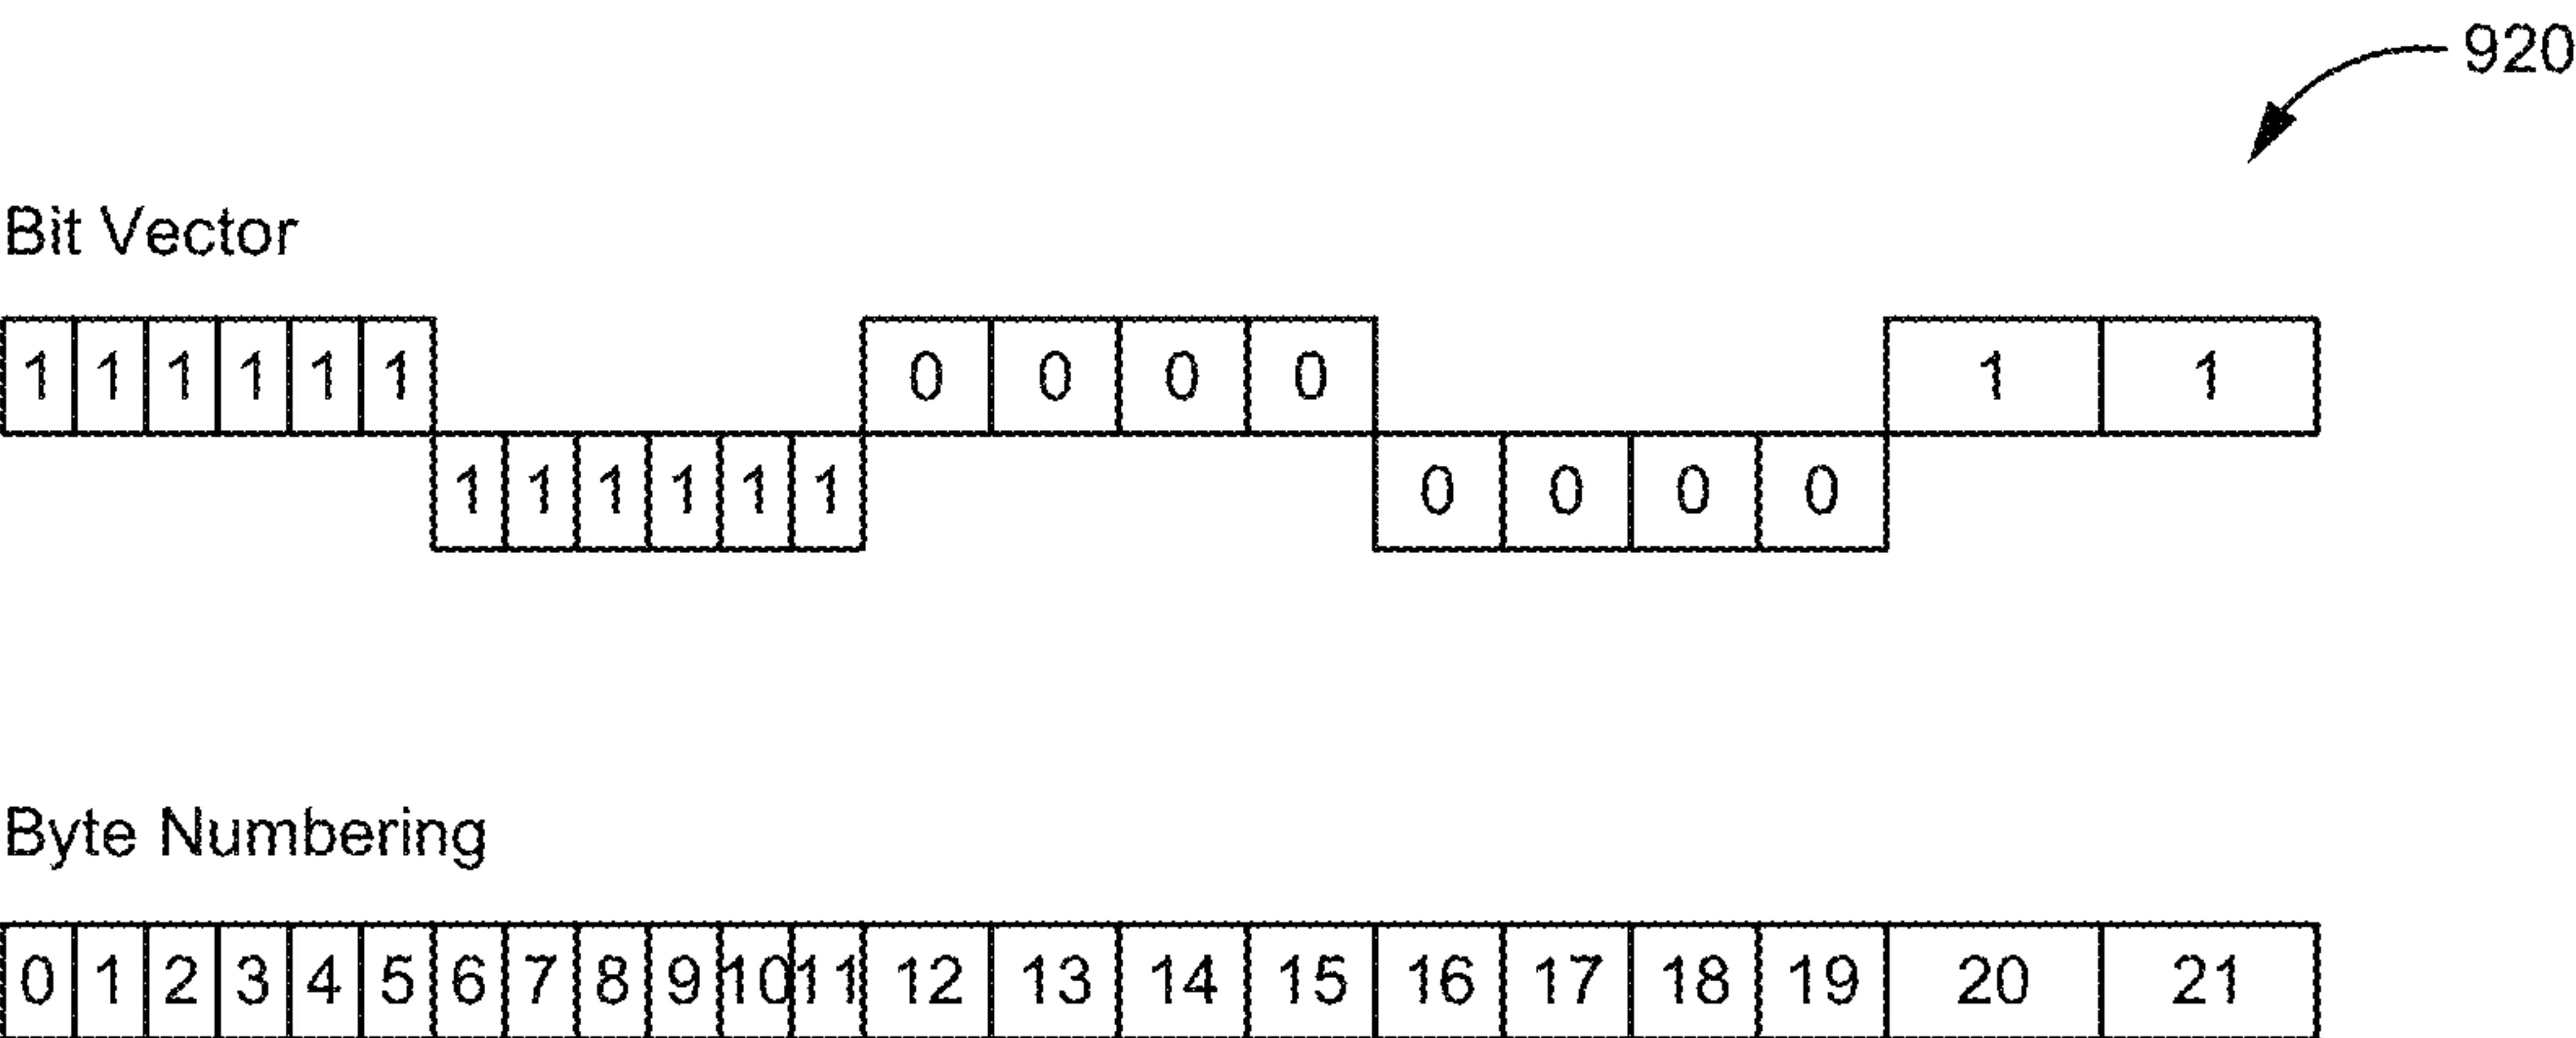 920
Bit Vector
1 1 1 1 1 1 0 0 0 0 1 1
1 1 1 1 1 1 0 0 0 0
Byte Numbering
0 1 2 3 4 5 6 7 8 9 10 11 12 13 14 15 16 17 18 19 20 21